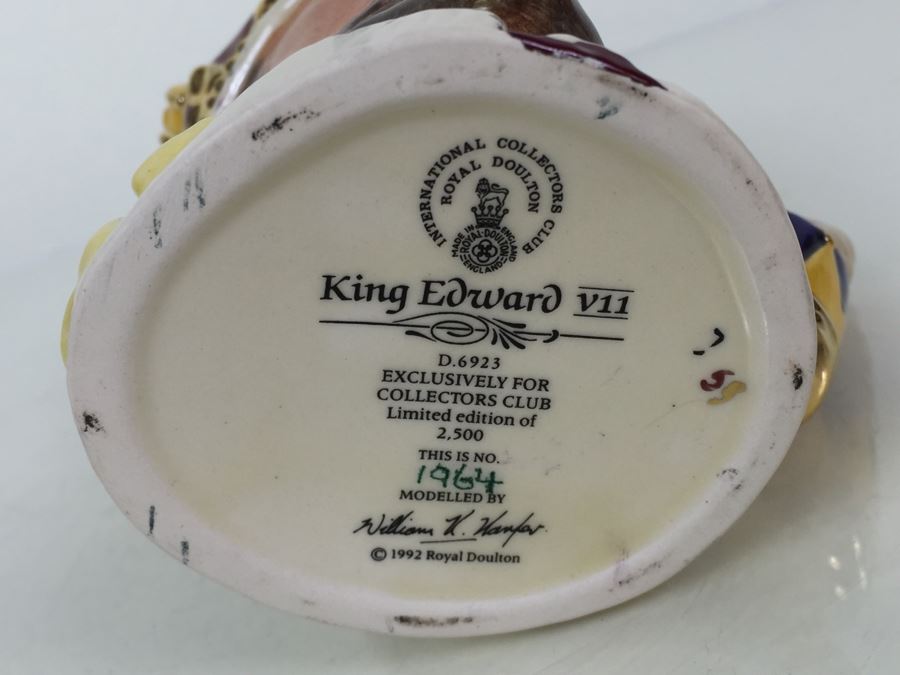 INTERNATIONAL COLLECTORS CLUB
ROYAL DOULTON
MADE IN ENGLAND
ROYAL·DOULTON
ENGLAND
King Edward V11
D.6923
EXCLUSIVELY FOR
COLLECTORS CLUB
Limited edition of
2,500
THIS IS NO.
1964
MODELLED BY
William K. Harper
© 1992 Royal Doulton